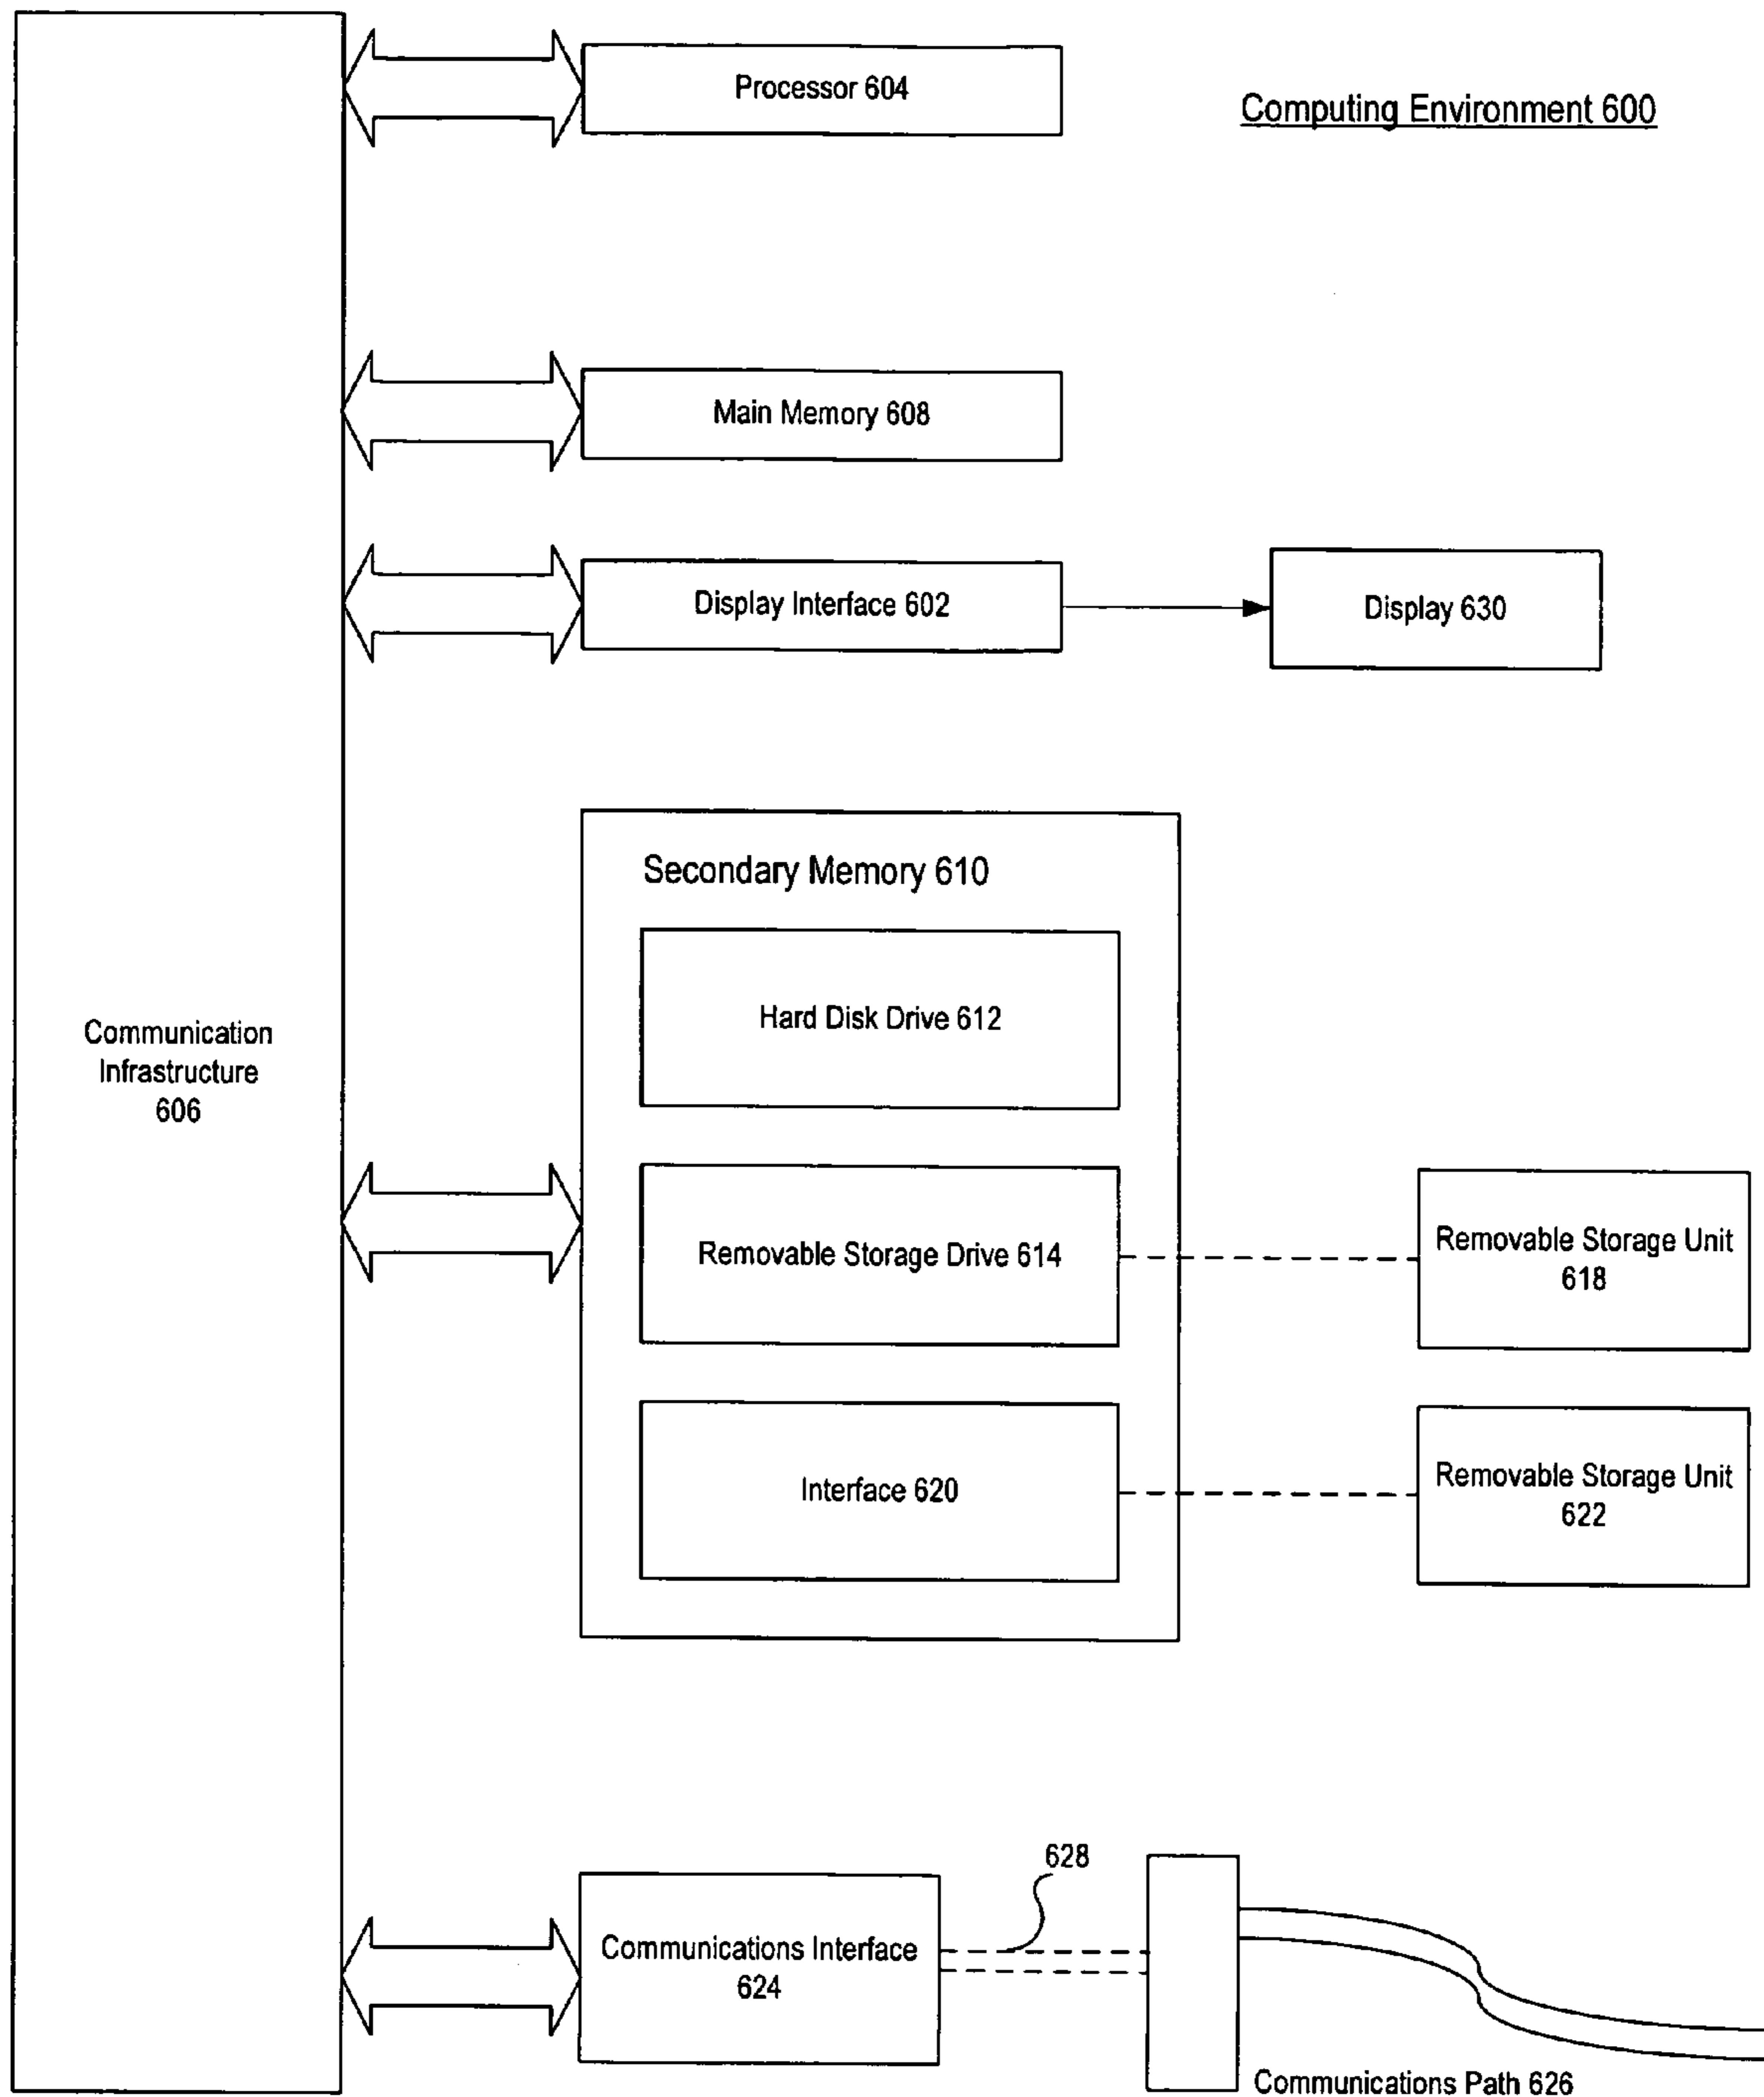 Processor 604
Computing Environment 600
Main Memory 608
Display Interface 602
Display 630
Secondary Memory 610
Hard Disk Drive 612
Communication
Infrastructure
606
Removable Storage Drive 614
Removable Storage Unit
618
Interface 620
Removable Storage Unit
622
628
Communications Interface
624
Communications Path 626